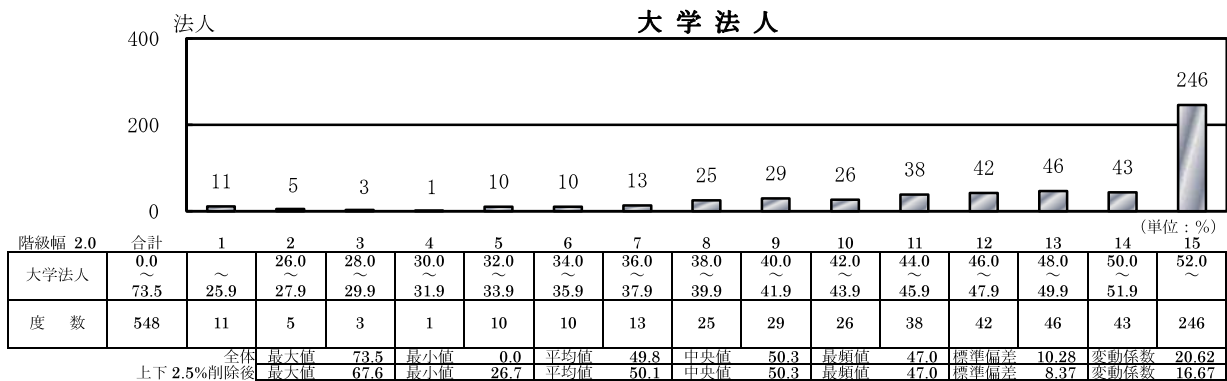 大 学 法 人
法人
400
200
0
11 5 3 1 10 10 13 25 29 26 38 42 46 43 246
(単位：%)
階級幅 2.0 合計 1 2 3 4 5 6 7 8 9 10 11 12 13 14 15
大学法人 0.0～73.5 ～25.9 26.0～27.9 28.0～29.9 30.0～31.9 32.0～33.9 34.0～35.9 36.0～37.9 38.0～39.9 40.0～41.9 42.0～43.9 44.0～45.9 46.0～47.9 48.0～49.9 50.0～51.9 52.0～
度 数 548 11 5 3 1 10 10 13 25 29 26 38 42 46 43 246
全体 最大値 73.5 最小値 0.0 平均値 49.8 中央値 50.3 最頻値 47.0 標準偏差 10.28 変動係数 20.62
上下 2.5%削除後 最大値 67.6 最小値 26.7 平均値 50.1 中央値 50.3 最頻値 47.0 標準偏差 8.37 変動係数 16.67